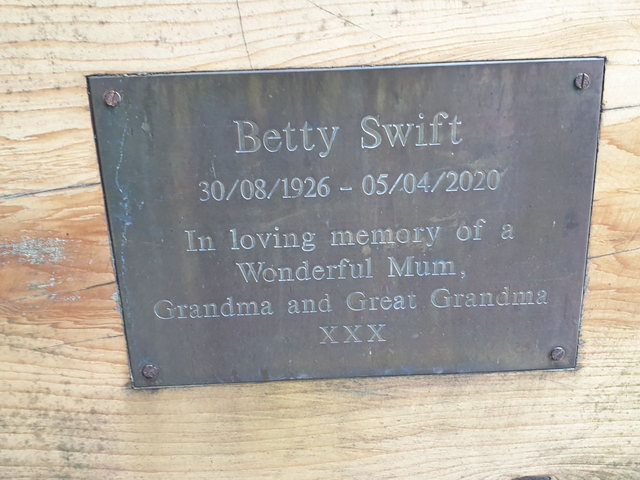 Betty Swift
30/08/1926 - 05/04/2020
In loving memory of a
Wonderful Mum,
Grandma and Great Grandma
XXX